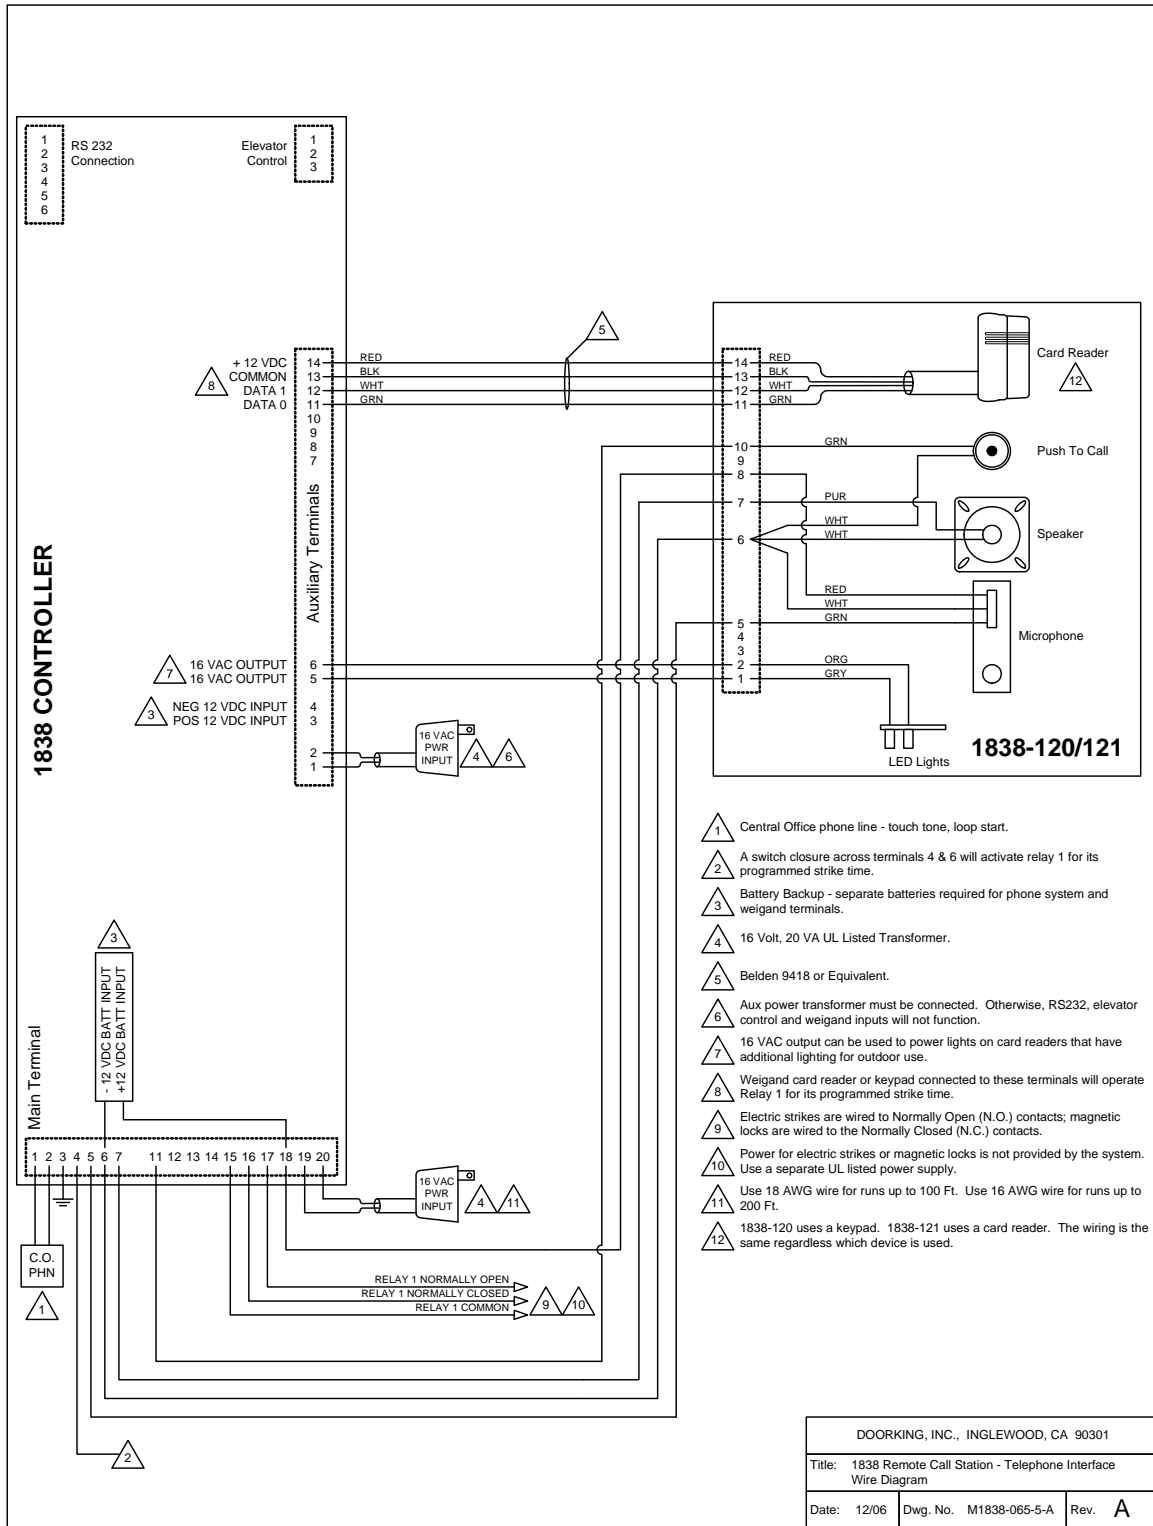 1838 CONTROLLER
1
2
3
4
5
6
RS 232
Connection
Elevator
Control
1
2
3
+ 12 VDC
COMMON
DATA 1
DATA 0
8
14
13
12
11
10
9
8
7
Auxiliary Terminals
16 VAC OUTPUT
16 VAC OUTPUT
7
6
5
NEG 12 VDC INPUT
POS 12 VDC INPUT
3
4
3
2
1
RED
BLK
WHT
GRN
5
16 VAC
PWR
INPUT
4
6
14
13
12
11
10
9
8
7
6
5
4
3
2
1
RED
BLK
WHT
GRN
Card Reader
12
GRN
Push To Call
PUR
WHT
WHT
Speaker
RED
WHT
GRN
Microphone
ORG
GRY
LED Lights
1838-120/121
3
- 12 VDC BATT INPUT
+12 VDC BATT INPUT
Main Terminal
1 2 3 4 5 6 7 11 12 13 14 15 16 17 18 19 20
C.O.
PHN
1
16 VAC
PWR
INPUT
4
11
RELAY 1 NORMALLY OPEN
RELAY 1 NORMALLY CLOSED
RELAY 1 COMMON
9
10
2
1 Central Office phone line - touch tone, loop start.
2 A switch closure across terminals 4 & 6 will activate relay 1 for its
programmed strike time.
3 Battery Backup - separate batteries required for phone system and
weigand terminals.
4 16 Volt, 20 VA UL Listed Transformer.
5 Belden 9418 or Equivalent.
6 Aux power transformer must be connected. Otherwise, RS232, elevator
control and weigand inputs will not function.
7 16 VAC output can be used to power lights on card readers that have
additional lighting for outdoor use.
8 Weigand card reader or keypad connected to these terminals will operate
Relay 1 for its programmed strike time.
9 Electric strikes are wired to Normally Open (N.O.) contacts; magnetic
locks are wired to the Normally Closed (N.C.) contacts.
10 Power for electric strikes or magnetic locks is not provided by the system.
Use a separate UL listed power supply.
11 Use 18 AWG wire for runs up to 100 Ft. Use 16 AWG wire for runs up to
200 Ft.
12 1838-120 uses a keypad. 1838-121 uses a card reader. The wiring is the
same regardless which device is used.
DOORKING, INC., INGLEWOOD, CA 90301
Title: 1838 Remote Call Station - Telephone Interface
Wire Diagram
Date: 12/06 Dwg. No. M1838-065-5-A Rev. A